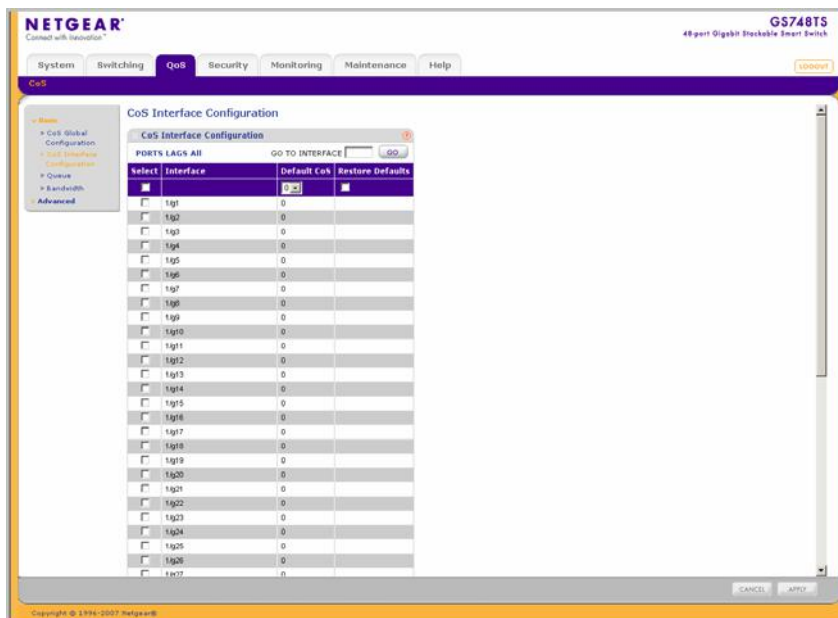 NETGEAR
Connect with Innovation™
GS748TS
48-port Gigabit Stackable Smart Switch
System Switching QoS Security Monitoring Maintenance Help
LOGOUT
CoS
Basic
CoS Global
Configuration
CoS Interface
Configuration
Queue
Bandwidth
Advanced
CoS Interface Configuration
CoS Interface Configuration
PORTS LAGS All GO TO INTERFACE GO
Select Interface Default CoS Restore Defaults
0
1/g1 0
1/g2 0
1/g3 0
1/g4 0
1/g5 0
1/g6 0
1/g7 0
1/g8 0
1/g9 0
1/g10 0
1/g11 0
1/g12 0
1/g13 0
1/g14 0
1/g15 0
1/g16 0
1/g17 0
1/g18 0
1/g19 0
1/g20 0
1/g21 0
1/g22 0
1/g23 0
1/g24 0
1/g25 0
1/g26 0
1/g27 0
CANCEL APPLY
Copyright © 1996-2007 Netgear®